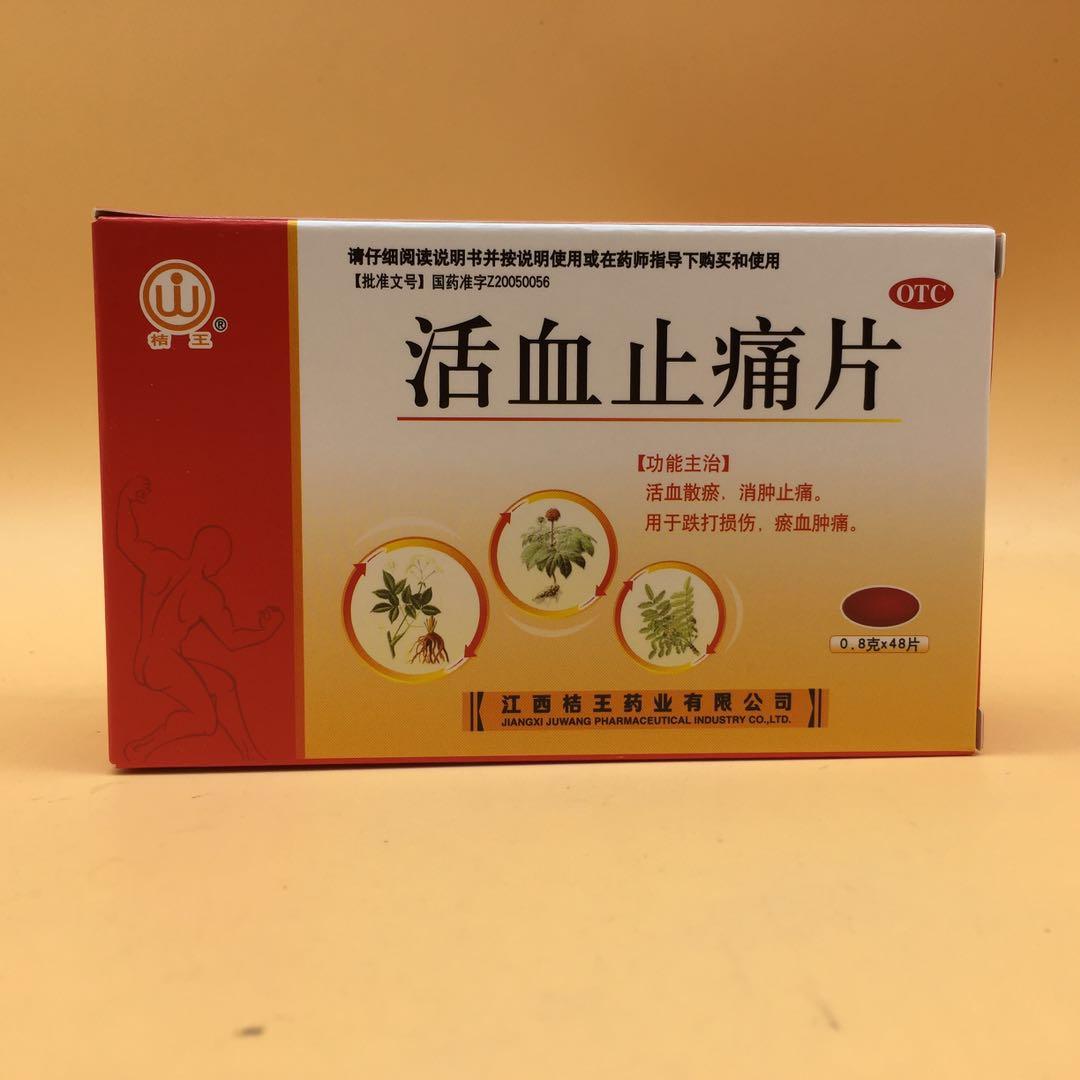 请仔细阅读说明书并按说明使用或在药师指导下购买和使用
【批准文号】国药准字Z20050056
OTC
桔王®
活血止痛片
【功能主治】
活血散瘀，消肿止痛。
用于跌打损伤，瘀血肿痛。
0.8克×48片
江西桔王药业有限公司
JIANGXI JUWANG PHARMACEUTICAL INDUSTRY CO.,LTD.